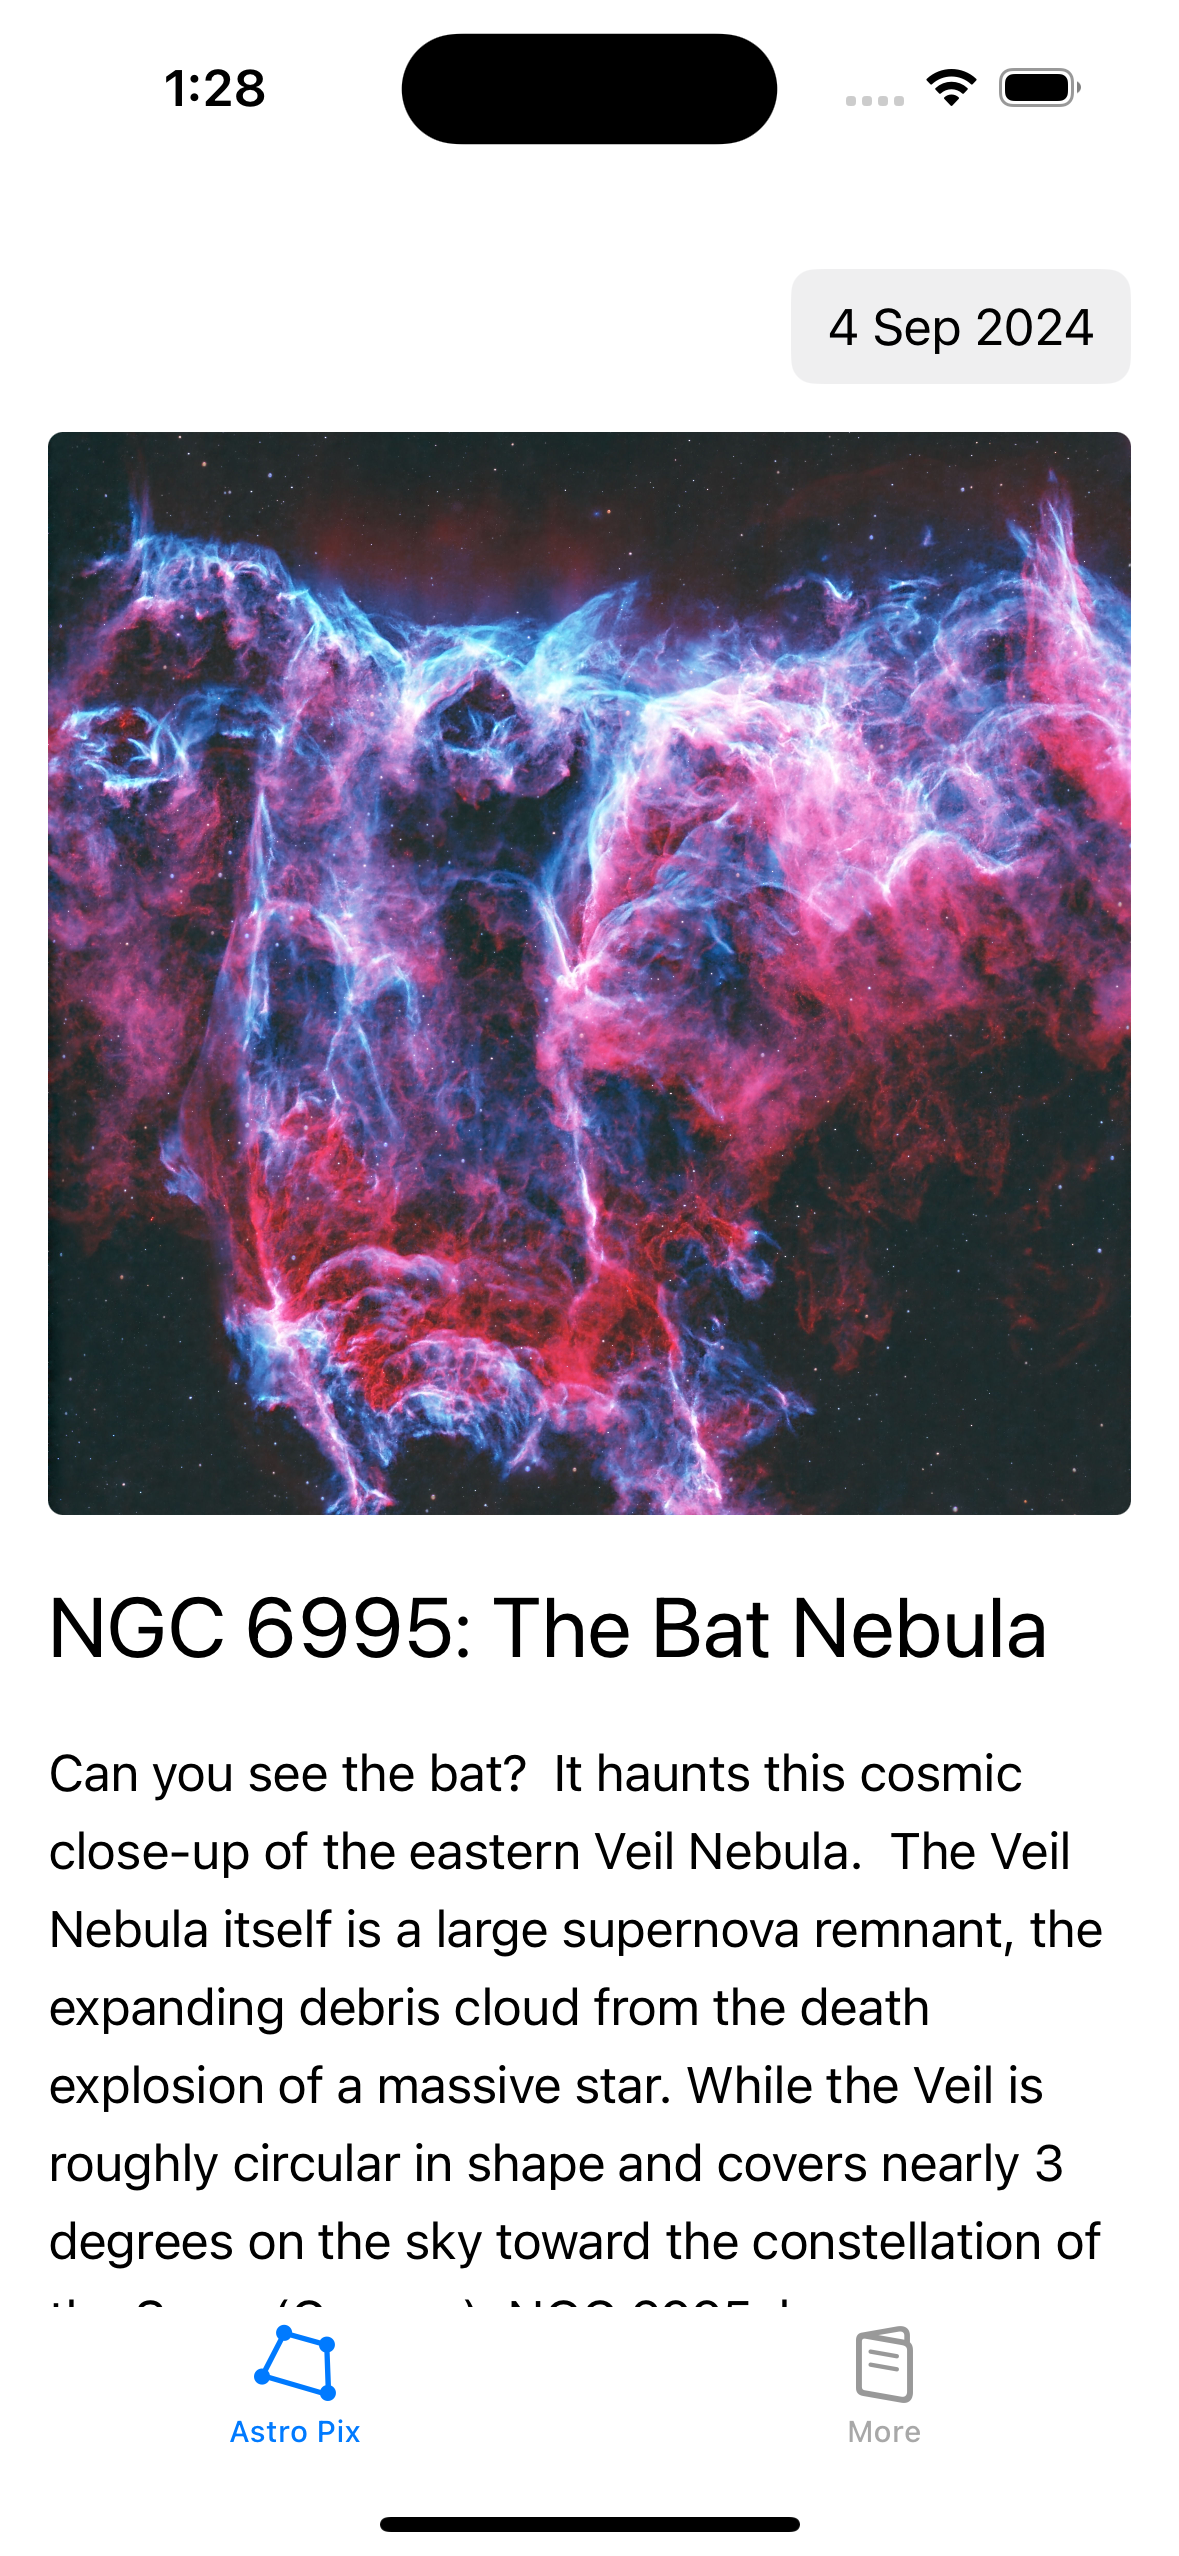 1:28
4 Sep 2024
NGC 6995: The Bat Nebula
Can you see the bat?  It haunts this cosmic
close-up of the eastern Veil Nebula.  The Veil
Nebula itself is a large supernova remnant, the
expanding debris cloud from the death
explosion of a massive star. While the Veil is
roughly circular in shape and covers nearly 3
degrees on the sky toward the constellation of
Astro Pix
More